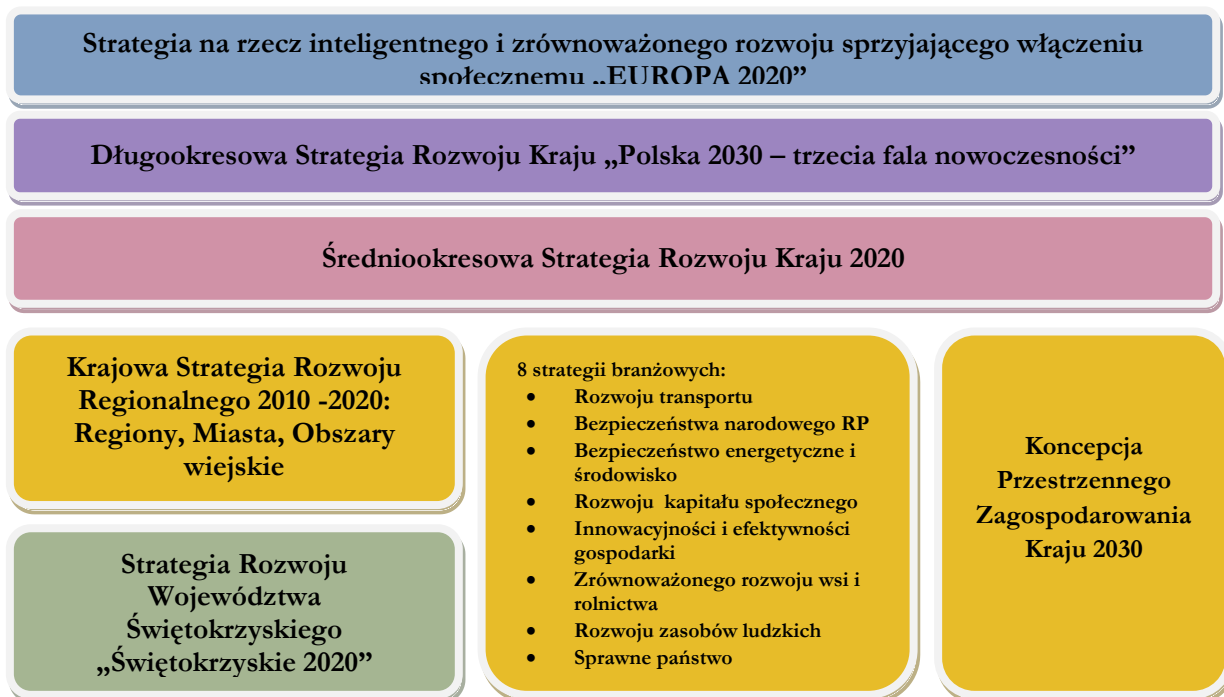 Strategia na rzecz inteligentnego i zrównoważonego rozwoju sprzyjającego włączeniu
społecznemu „EUROPA 2020”
Długookresowa Strategia Rozwoju Kraju „Polska 2030 – trzecia fala nowoczesności”
Średniookresowa Strategia Rozwoju Kraju 2020
Krajowa Strategia Rozwoju
Regionalnego 2010 -2020:
Regiony, Miasta, Obszary
wiejskie
Strategia Rozwoju
Województwa
Świętokrzyskiego
„Świętokrzyskie 2020”
8 strategii branżowych:
• Rozwoju transportu
• Bezpieczeństwa narodowego RP
• Bezpieczeństwo energetyczne i
środowisko
• Rozwoju kapitału społecznego
• Innowacyjności i efektywności
gospodarki
• Zrównoważonego rozwoju wsi i
rolnictwa
• Rozwoju zasobów ludzkich
• Sprawne państwo
Koncepcja
Przestrzennego
Zagospodarowania
Kraju 2030